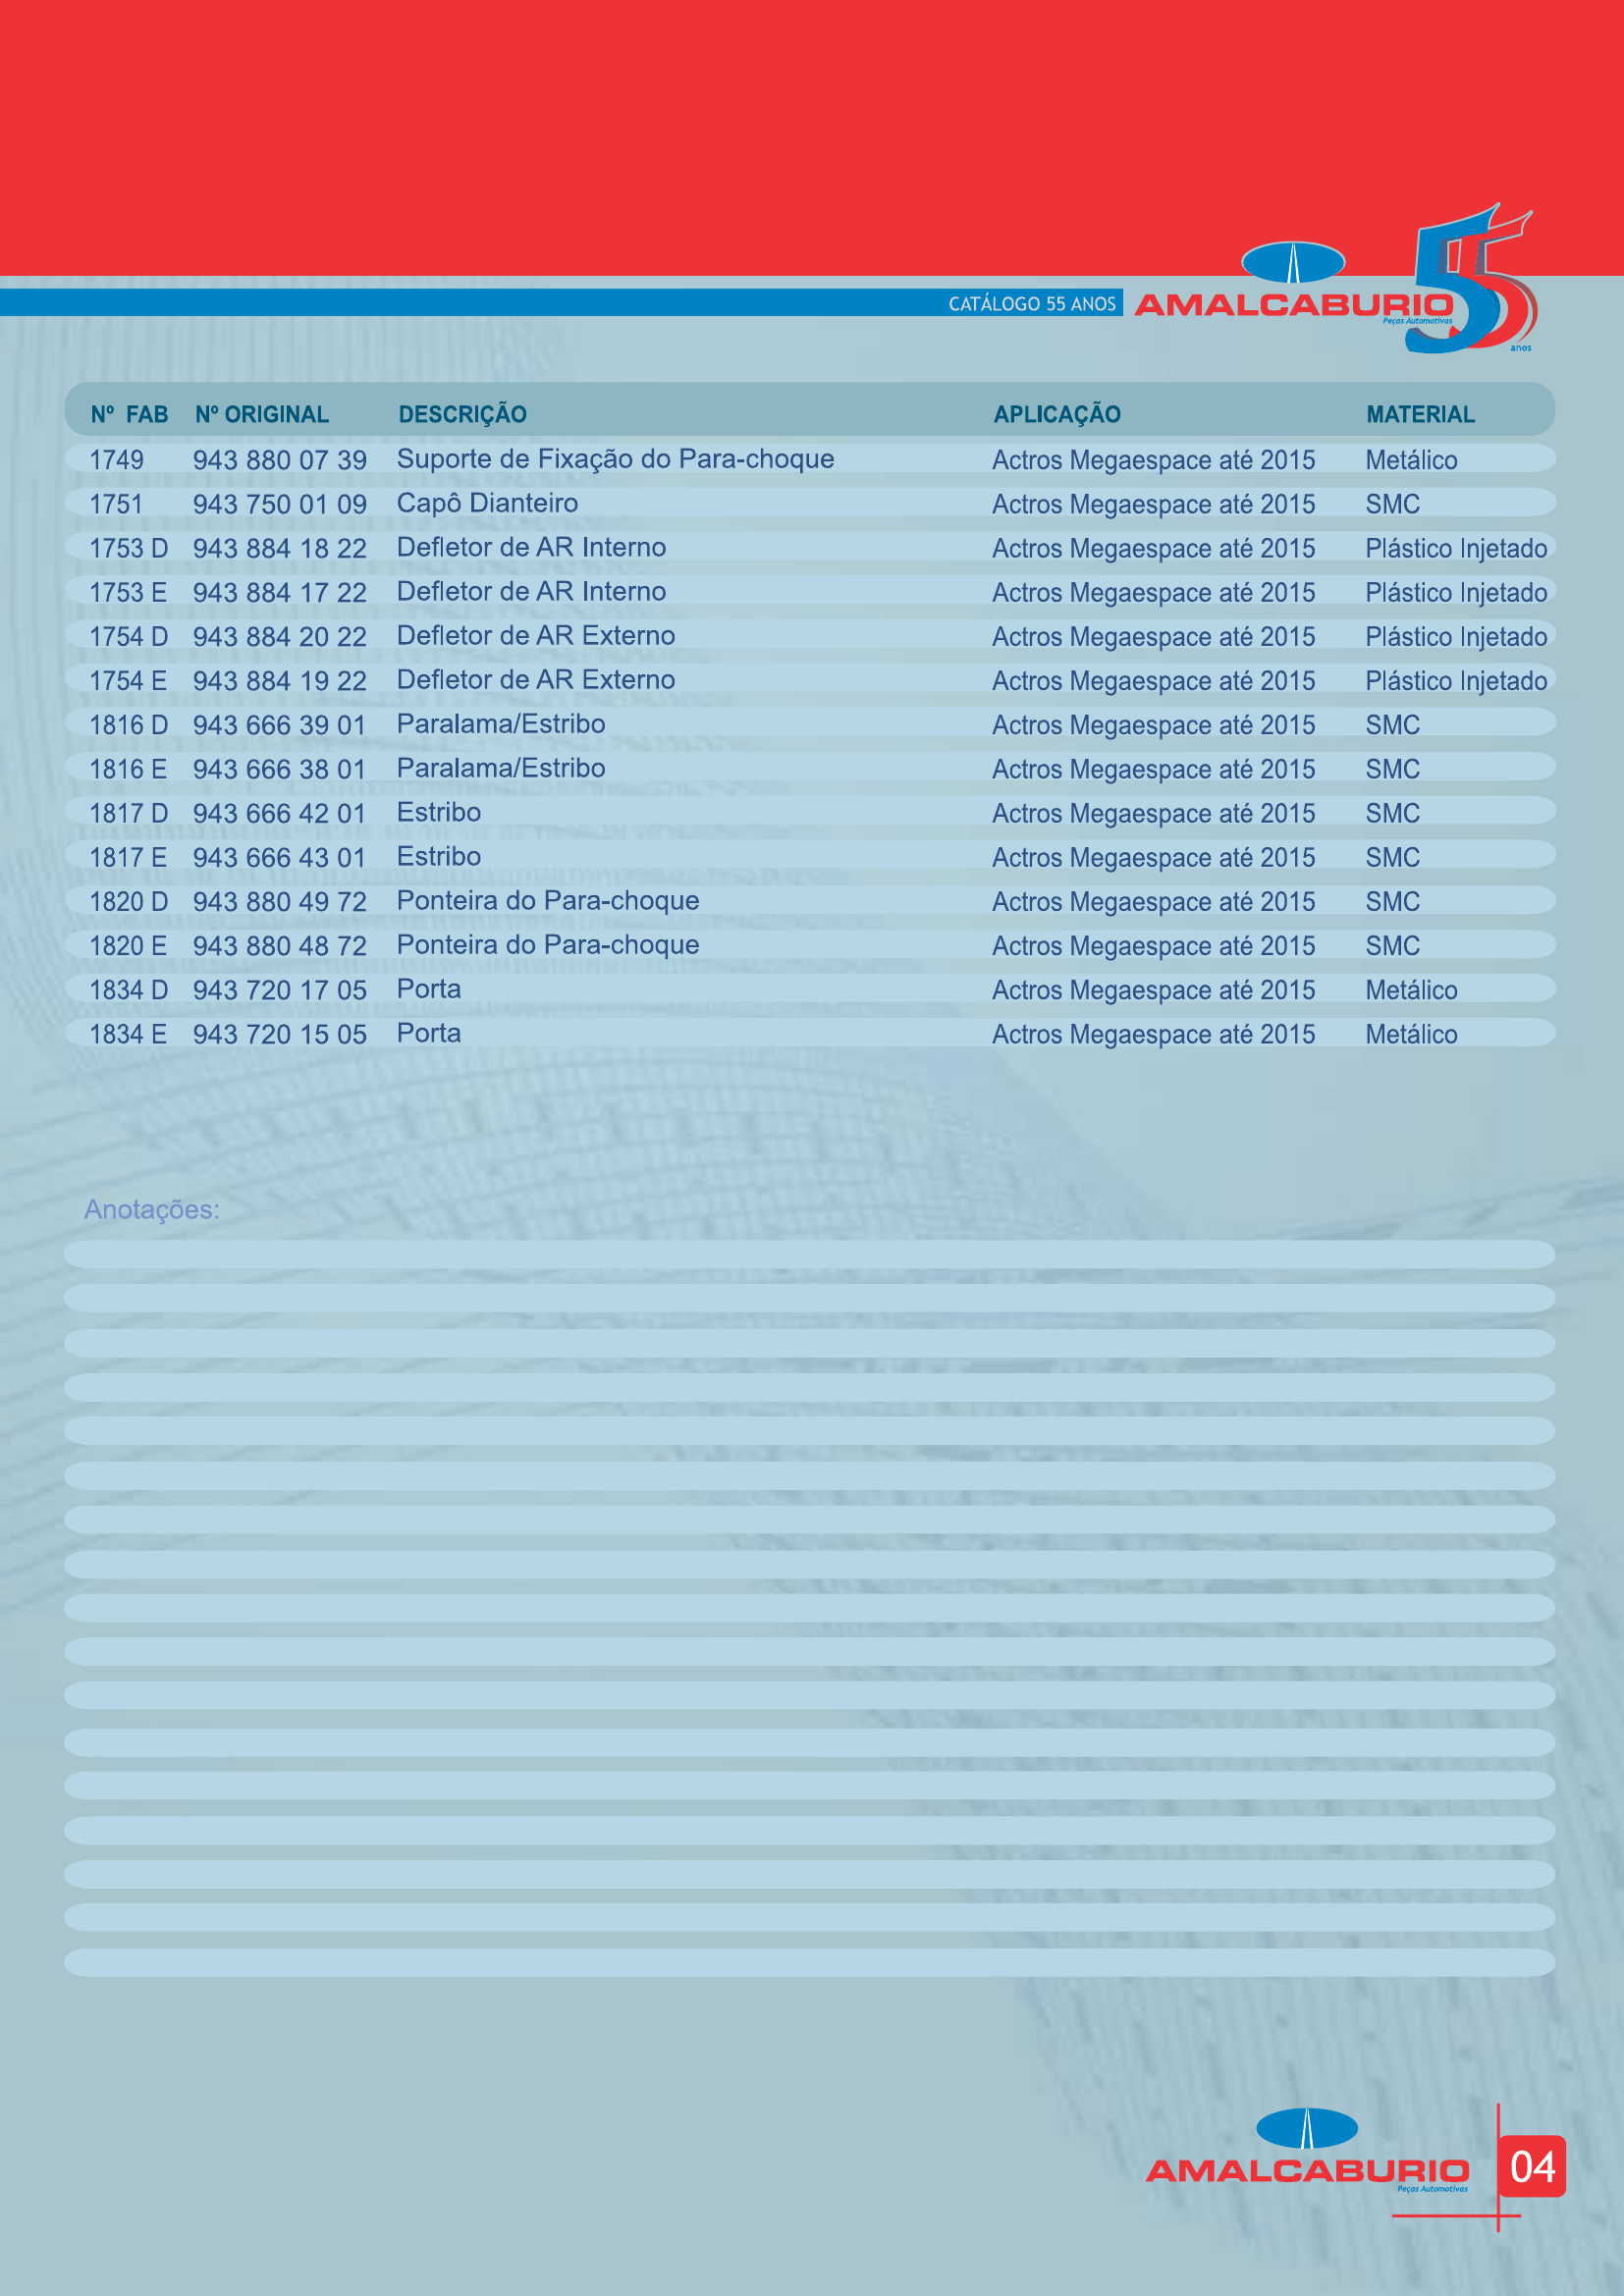 CATÁLOGO 55 ANOS
AMALCABURIO
Peças Automotivas
55
anos
Nº FAB Nº ORIGINAL DESCRIÇÃO APLICAÇÃO MATERIAL
1749 943 880 07 39 Suporte de Fixação do Para-choque Actros Megaespace até 2015 Metálico
1751 943 750 01 09 Capô Dianteiro Actros Megaespace até 2015 SMC
1753 D 943 884 18 22 Defletor de AR Interno Actros Megaespace até 2015 Plástico Injetado
1753 E 943 884 17 22 Defletor de AR Interno Actros Megaespace até 2015 Plástico Injetado
1754 D 943 884 20 22 Defletor de AR Externo Actros Megaespace até 2015 Plástico Injetado
1754 E 943 884 19 22 Defletor de AR Externo Actros Megaespace até 2015 Plástico Injetado
1816 D 943 666 39 01 Paralama/Estribo Actros Megaespace até 2015 SMC
1816 E 943 666 38 01 Paralama/Estribo Actros Megaespace até 2015 SMC
1817 D 943 666 42 01 Estribo Actros Megaespace até 2015 SMC
1817 E 943 666 43 01 Estribo Actros Megaespace até 2015 SMC
1820 D 943 880 49 72 Ponteira do Para-choque Actros Megaespace até 2015 SMC
1820 E 943 880 48 72 Ponteira do Para-choque Actros Megaespace até 2015 SMC
1834 D 943 720 17 05 Porta Actros Megaespace até 2015 Metálico
1834 E 943 720 15 05 Porta Actros Megaespace até 2015 Metálico
Anotações:
AMALCABURIO
Peças Automotivas
04